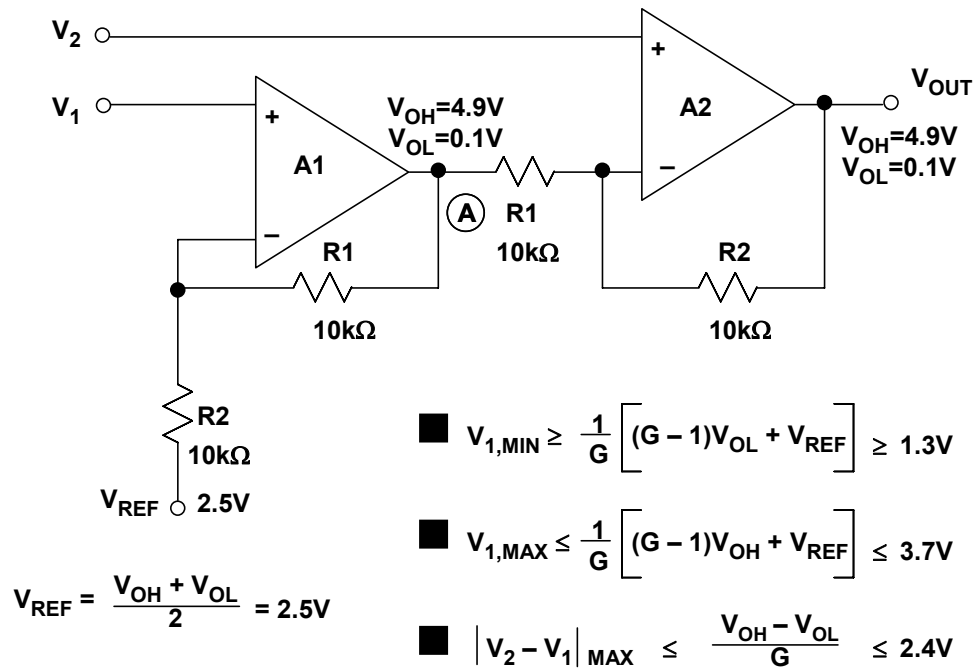 V2
V1
+
A1
−
VOH=4.9V
VOL=0.1V
A
R1
10kΩ
R1
10kΩ
R2
10kΩ
VREF 2.5V
+
A2
−
VOUT
VOH=4.9V
VOL=0.1V
R2
10kΩ
V1,MIN ≥ 1/G [(G – 1)VOL + VREF] ≥ 1.3V
V1,MAX ≤ 1/G [(G – 1)VOH + VREF] ≤ 3.7V
VREF = (VOH + VOL)/2 = 2.5V
|V2 – V1| MAX ≤ (VOH – VOL)/G ≤ 2.4V